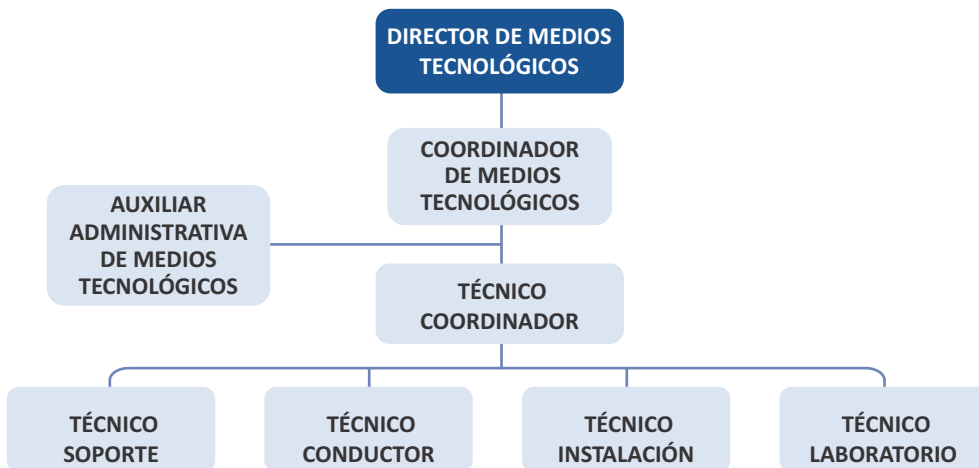 DIRECTOR DE MEDIOS
TECNOLÓGICOS
COORDINADOR
DE MEDIOS
TECNOLÓGICOS
AUXILIAR
ADMINISTRATIVA
DE MEDIOS
TECNOLÓGICOS
TÉCNICO
COORDINADOR
TÉCNICO
SOPORTE
TÉCNICO
CONDUCTOR
TÉCNICO
INSTALACIÓN
TÉCNICO
LABORATORIO